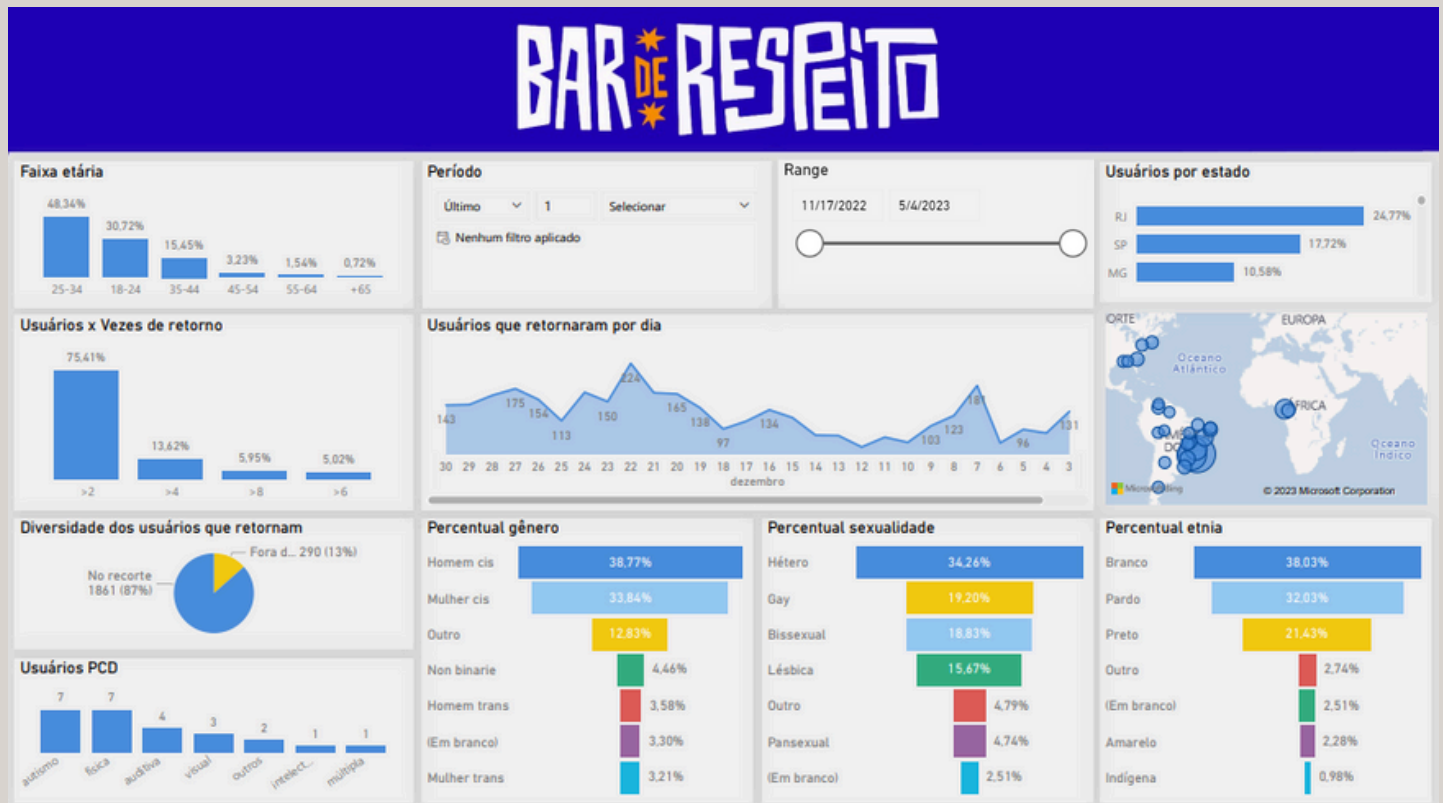 BAR DE RESPEITO
Faixa etária
48,34%
30,72%
15,45%
3,23%
1,54%
0,72%
25-34 18-24 35-44 45-54 55-64 +65
Período
Último 1 Selecionar
Nenhum filtro aplicado
Range
11/17/2022 5/4/2023
Usuários por estado
RJ 24,77%
SP 17,72%
MG 10,58%
Usuários x Vezes de retorno
75,41%
13,62%
5,95%
5,02%
>2 >4 >8 >6
Usuários que retornaram por dia
143 175 154 113 150 224 165 138 97 134 103 123 181 96 131
30 29 28 27 26 25 24 23 22 21 20 19 18 17 16 15 14 13 12 11 10 9 8 7 6 5 4 3
dezembro
ORTE
EUROPA
Oceano
Atlântico
ÁFRICA
Oceano
Índico
© 2023 Microsoft Corporation
Diversidade dos usuários que retornam
Fora d... 290 (13%)
No recorte
1861 (87%)
Usuários PCD
7 7 4 3 2 1 1
autismo física auditiva visual outros intelect... múltipla
Percentual gênero
Homem cis 38,77%
Mulher cis 33,84%
Outro 12,83%
Non binarie 4,46%
Homem trans 3,58%
(Em branco) 3,30%
Mulher trans 3,21%
Percentual sexualidade
Hétero 34,26%
Gay 19,20%
Bissexual 18,83%
Lésbica 15,67%
Outro 4,79%
Pansexual 4,74%
(Em branco) 2,51%
Percentual etnia
Branco 38,03%
Pardo 32,03%
Preto 21,43%
Outro 2,74%
(Em branco) 2,51%
Amarelo 2,28%
Indígena 0,98%